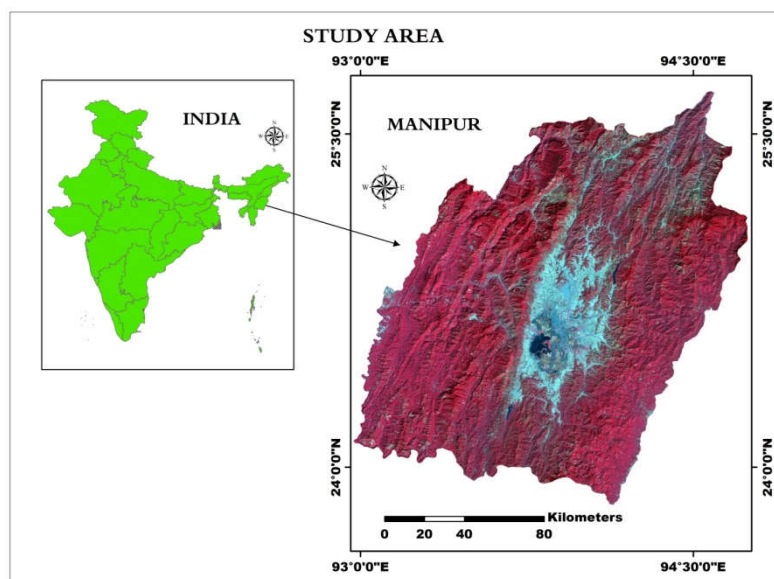 STUDY AREA
INDIA
N
W E
S
MANIPUR
N
W E
S
93°0'0"E 94°30'0"E
25°30'0"N 25°30'0"N
24°0'0"N 24°0'0"N
Kilometers
0 20 40 80
93°0'0"E 94°30'0"E